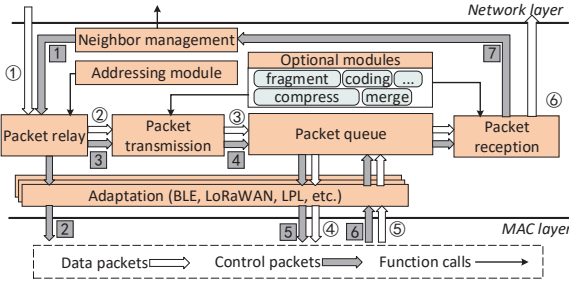 Network layer
1
Neighbor management
7
①
Addressing module
Optional modules
fragment
coding
...
compress
merge
②
③
⑥
Packet relay
Packet
transmission
Packet queue
Packet
reception
3
4
Adaptation (BLE, LoRaWAN, LPL, etc.)
MAC layer
2
5
④
6
⑤
Data packets
Control packets
Function calls